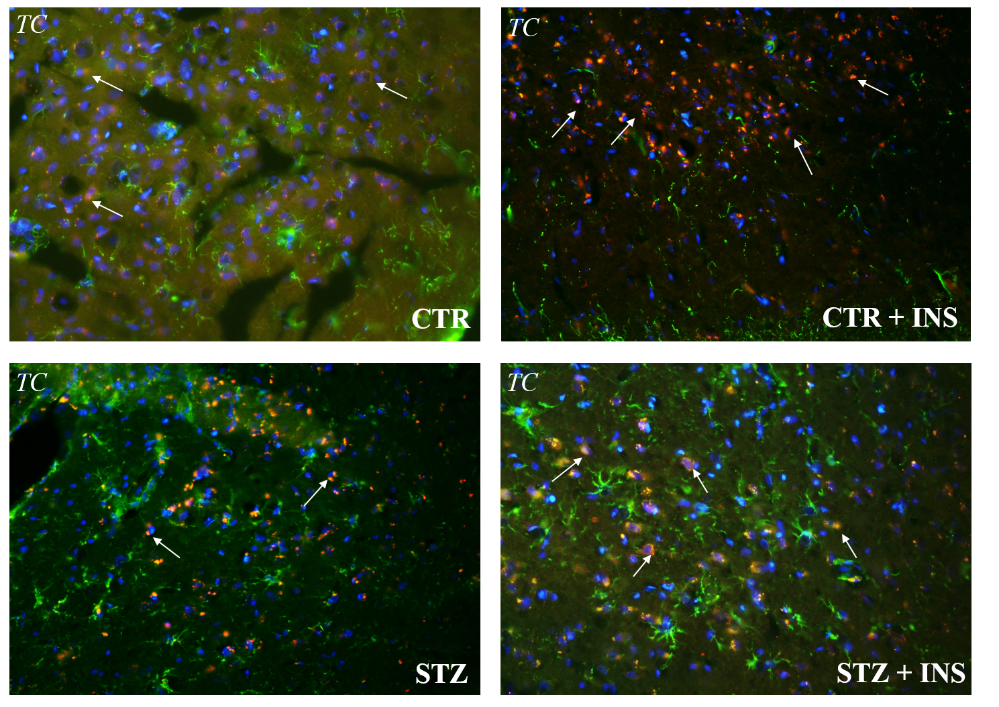 TC
CTR
TC
CTR + INS
TC
STZ
TC
STZ + INS